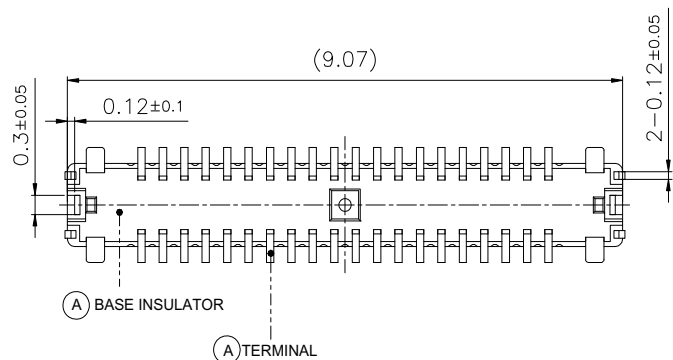 (9.07)
0.12±0.1
0.3±0.05
2-0.12±0.05
A BASE INSULATOR
A TERMINAL